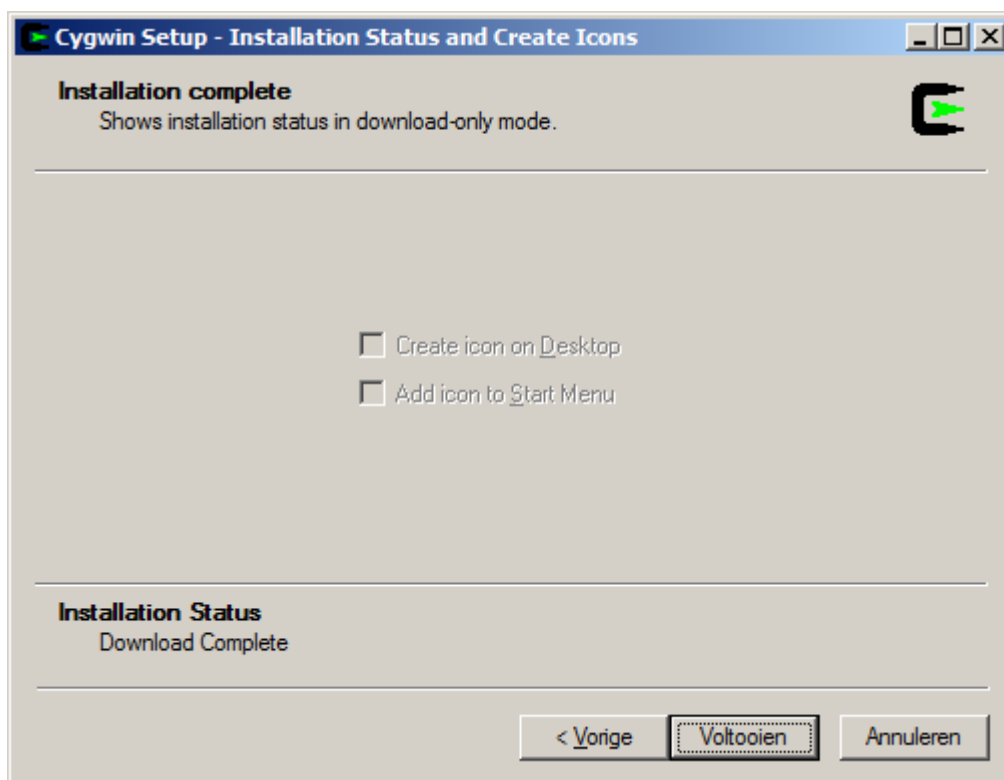 Cygwin Setup - Installation Status and Create Icons
Installation complete
Shows installation status in download-only mode.
Create icon on Desktop
Add icon to Start Menu
Installation Status
Download Complete
< Vorige Voltooien Annuleren